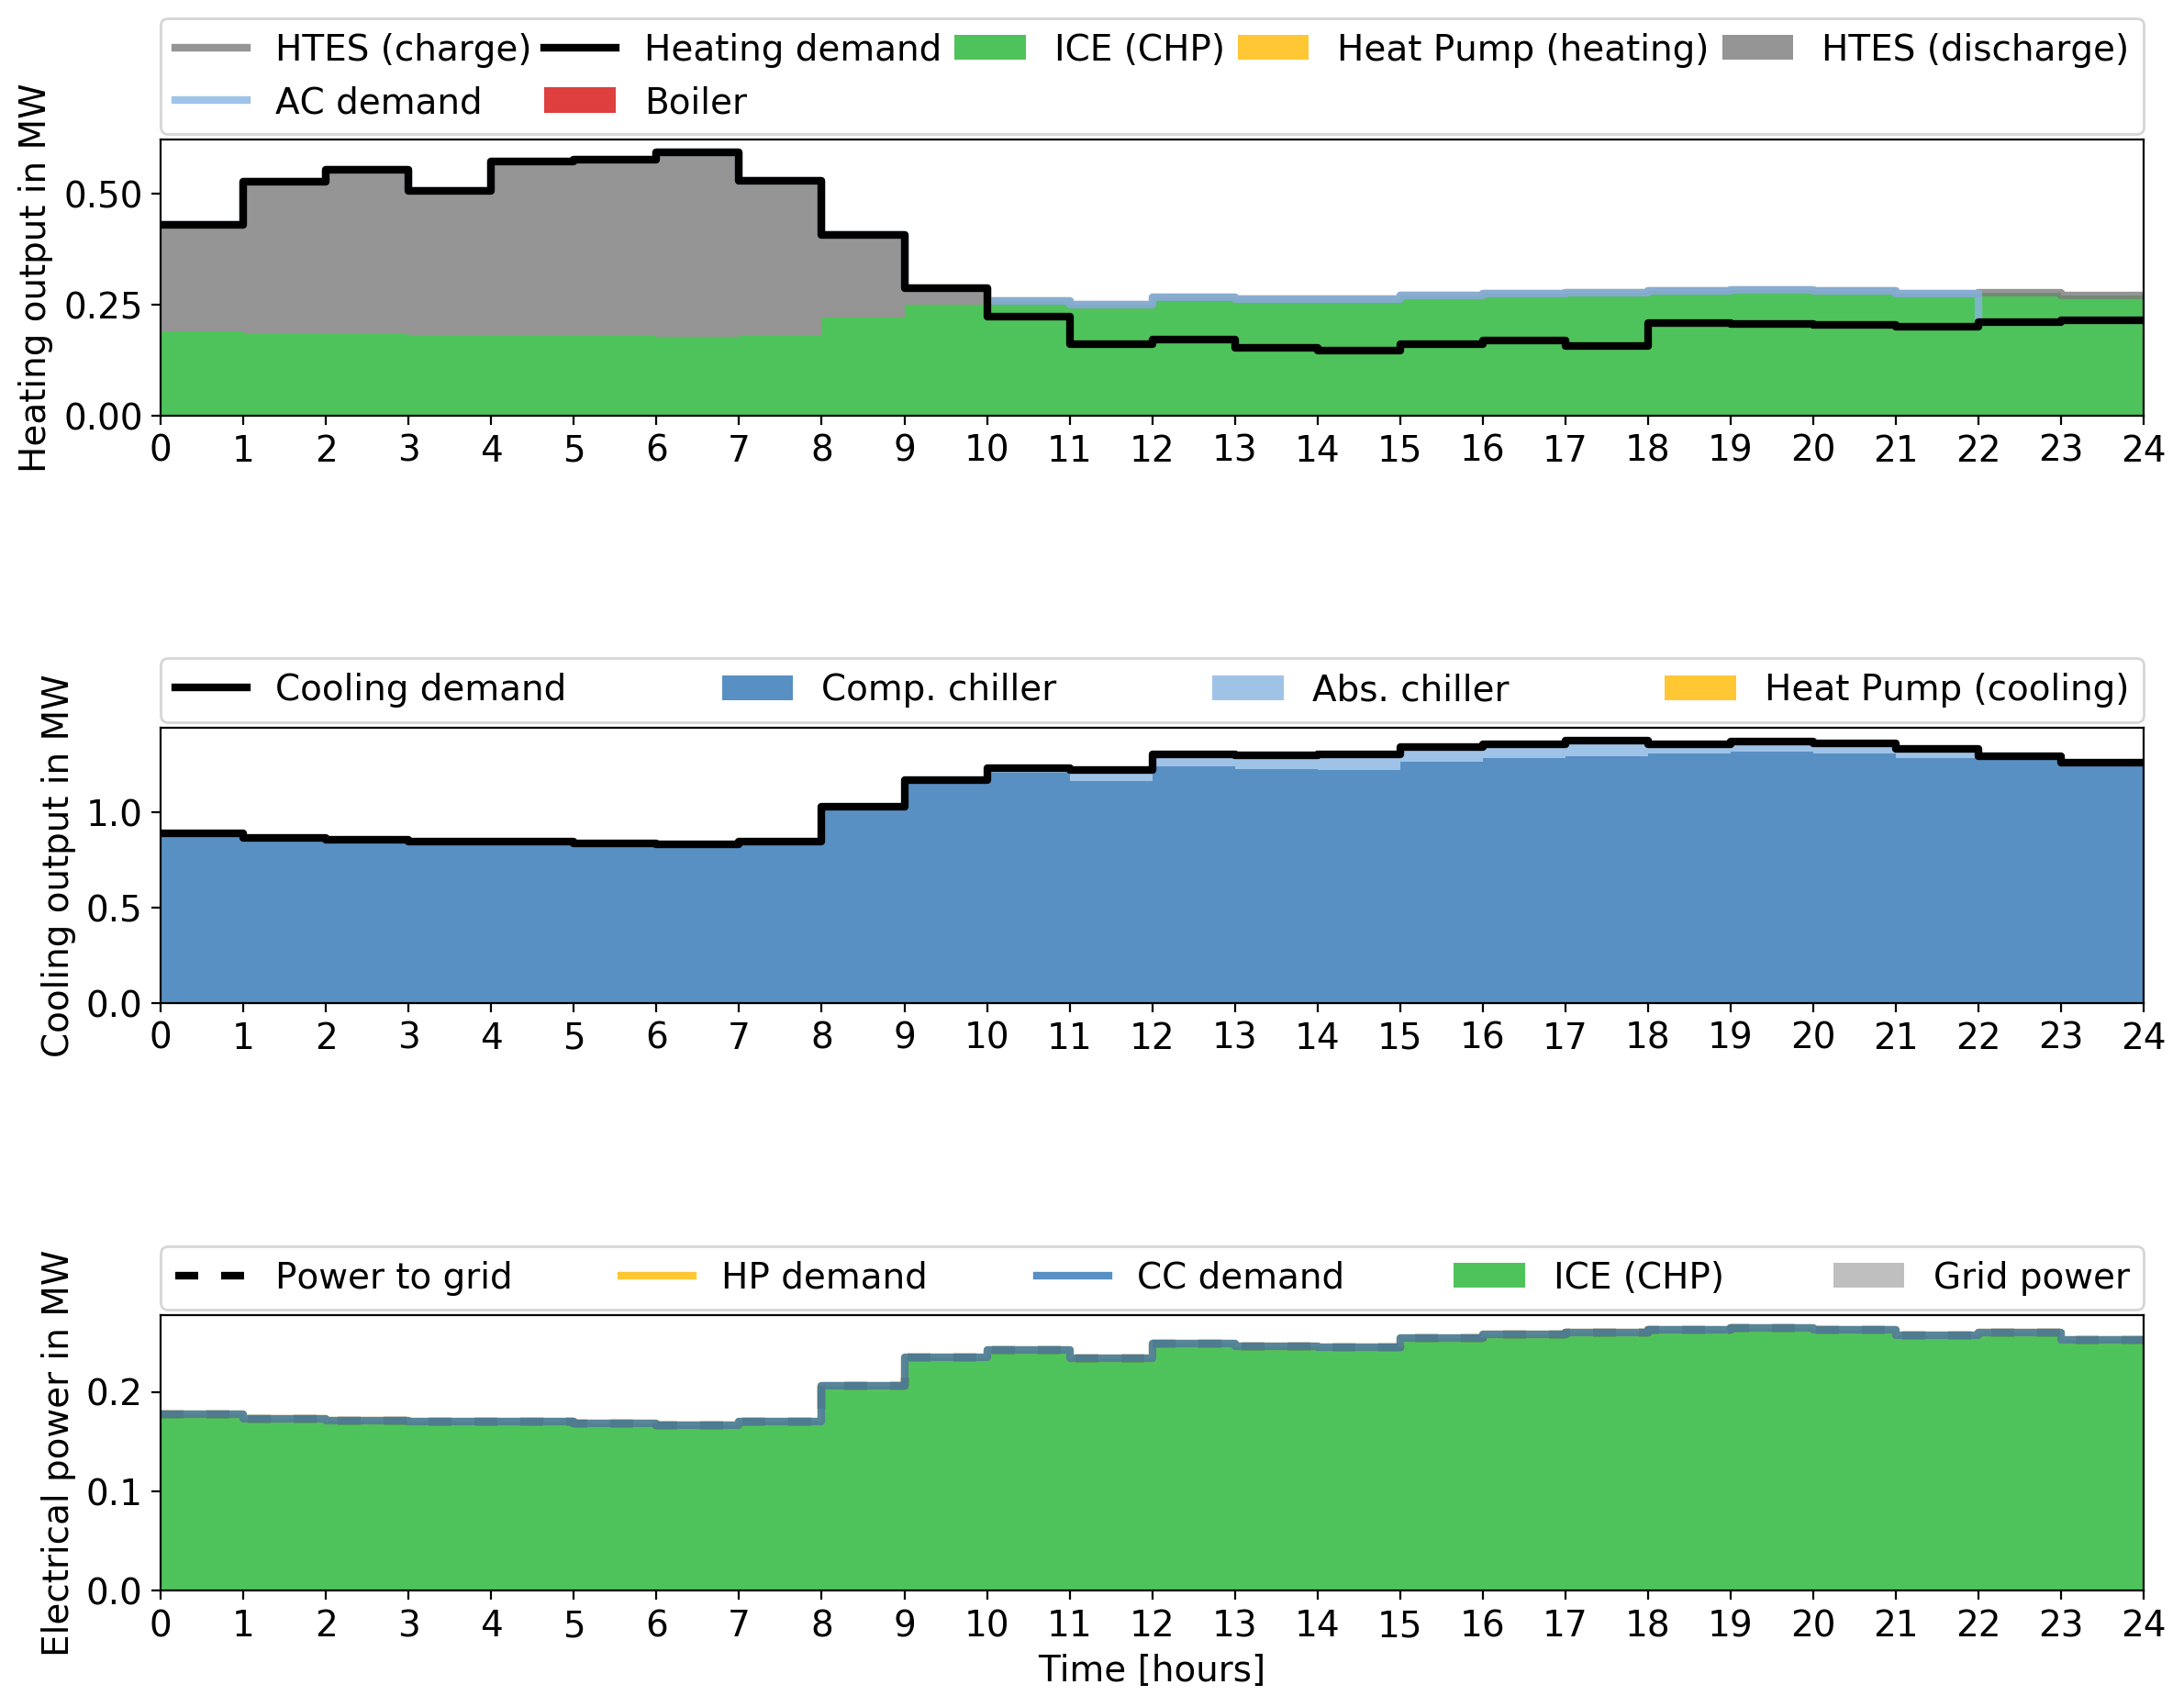 HTES (charge) Heating demand ICE (CHP) Heat Pump (heating) HTES (discharge)
AC demand Boiler
Heating output in MW
0.50
0.25
0.00
0 1 2 3 4 5 6 7 8 9 10 11 12 13 14 15 16 17 18 19 20 21 22 23 24
Cooling demand Comp. chiller Abs. chiller Heat Pump (cooling)
Cooling output in MW
1.0
0.5
0.0
0 1 2 3 4 5 6 7 8 9 10 11 12 13 14 15 16 17 18 19 20 21 22 23 24
Power to grid HP demand CC demand ICE (CHP) Grid power
Electrical power in MW
0.2
0.1
0.0
0 1 2 3 4 5 6 7 8 9 10 11 12 13 14 15 16 17 18 19 20 21 22 23 24
Time [hours]